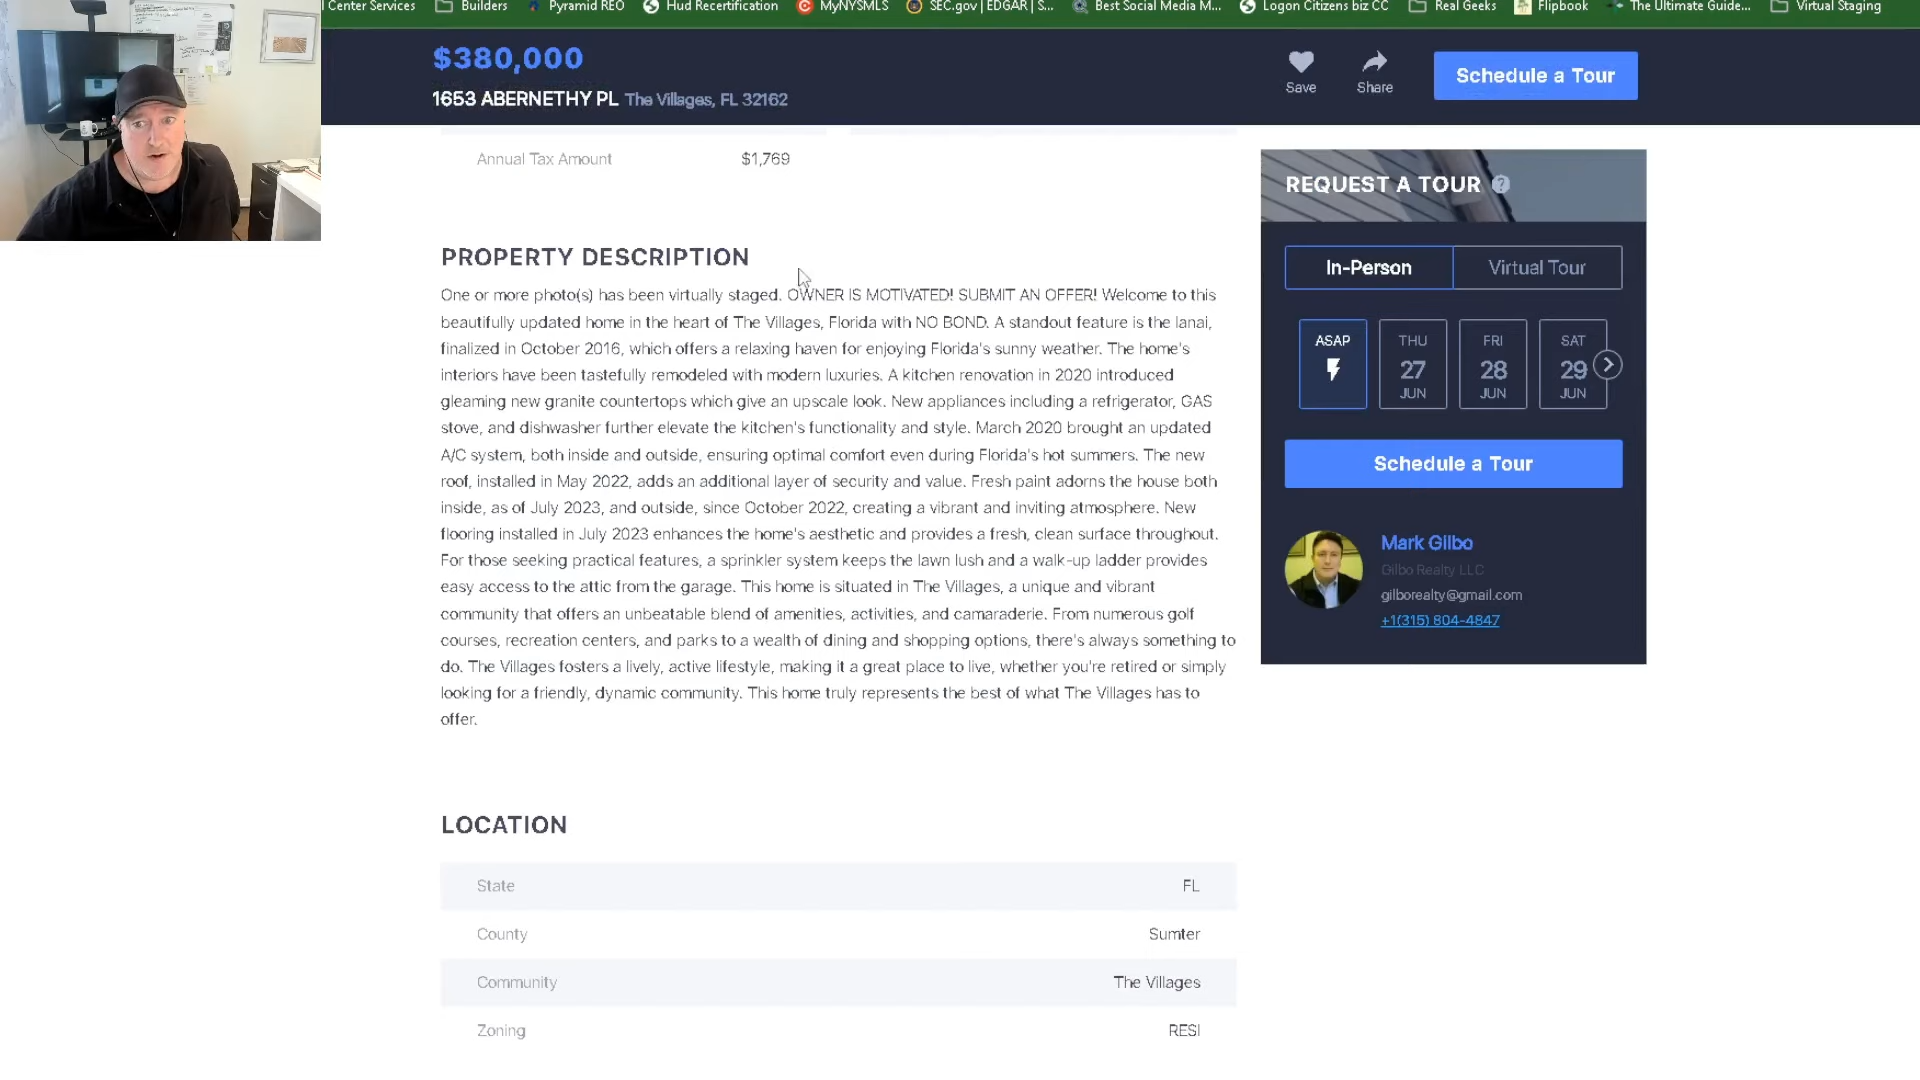 Center Services Builders Pyramid REO Hud Recertification MyNYSMLS SEC.gov | EDGAR | S... Best Social Media M... Logon Citizens biz CC Real Geeks Flipbook The Ultimate Guide... Virtual Staging
$380,000
1653 ABERNETHY PL The Villages, FL 32162
Save
Share
Schedule a Tour
Annual Tax Amount $1,769
PROPERTY DESCRIPTION
One or more photo(s) has been virtually staged. OWNER IS MOTIVATED! SUBMIT AN OFFER! Welcome to this
beautifully updated home in the heart of The Villages, Florida with NO BOND. A standout feature is the lanai,
finalized in October 2016, which offers a relaxing haven for enjoying Florida's sunny weather. The home's
interiors have been tastefully remodeled with modern luxuries. A kitchen renovation in 2020 introduced
gleaming new granite countertops which give an upscale look. New appliances including a refrigerator, GAS
stove, and dishwasher further elevate the kitchen's functionality and style. March 2020 brought an updated
A/C system, both inside and outside, ensuring optimal comfort even during Florida's hot summers. The new
roof, installed in May 2022, adds an additional layer of security and value. Fresh paint adorns the house both
inside, as of July 2023, and outside, since October 2022, creating a vibrant and inviting atmosphere. New
flooring installed in July 2023 enhances the home's aesthetic and provides a fresh, clean surface throughout.
For those seeking practical features, a sprinkler system keeps the lawn lush and a walk-up ladder provides
easy access to the attic from the garage. This home is situated in The Villages, a unique and vibrant
community that offers an unbeatable blend of amenities, activities, and camaraderie. From numerous golf
courses, recreation centers, and parks to a wealth of dining and shopping options, there's always something to
do. The Villages fosters a lively, active lifestyle, making it a great place to live, whether you're retired or simply
looking for a friendly, dynamic community. This home truly represents the best of what The Villages has to
offer.
LOCATION
State FL
County Sumter
Community The Villages
Zoning RESI
REQUEST A TOUR ?
In-Person Virtual Tour
ASAP THU FRI SAT
27 28 29
JUN JUN JUN
Schedule a Tour
Mark Gilbo
Gilbo Realty LLC
gilborealty@gmail.com
+1(315) 804-4847